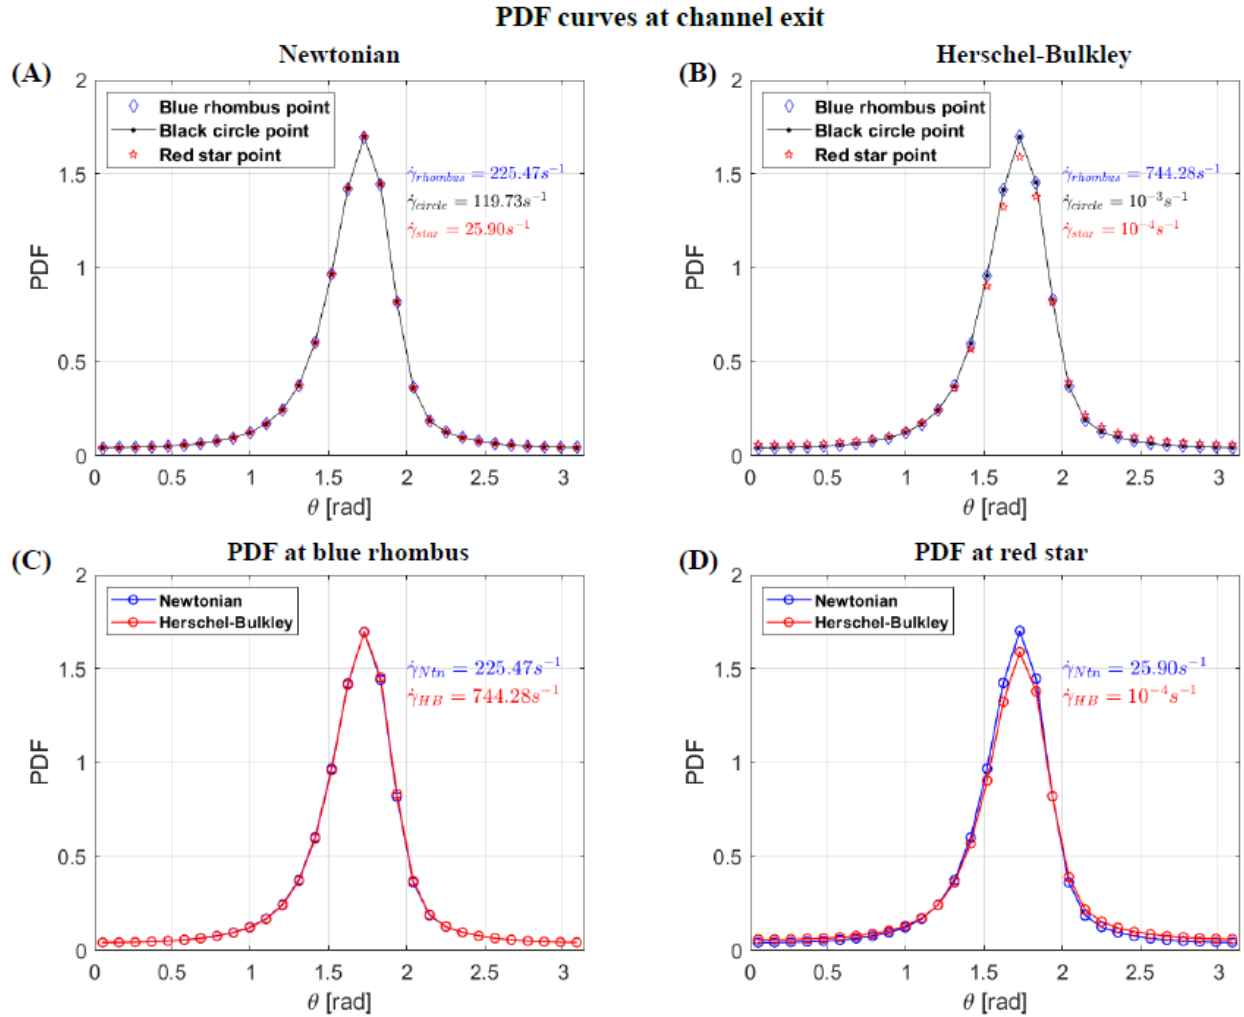 PDF curves at channel exit
(A)
Newtonian
2
1.5
1
0.5
0
PDF
Blue rhombus point
Black circle point
Red star point
γ̇rhombus = 225.47s⁻¹
γ̇circle = 119.73s⁻¹
γ̇star = 25.90s⁻¹
0 0.5 1 1.5 2 2.5 3
θ [rad]
(B)
Herschel-Bulkley
2
1.5
1
0.5
0
PDF
Blue rhombus point
Black circle point
Red star point
γ̇rhombus = 744.28s⁻¹
γ̇circle = 10⁻³s⁻¹
γ̇star = 10⁻⁴s⁻¹
0 0.5 1 1.5 2 2.5 3
θ [rad]
(C)
PDF at blue rhombus
2
1.5
1
0.5
0
PDF
Newtonian
Herschel-Bulkley
γ̇Ntn = 225.47s⁻¹
γ̇HB = 744.28s⁻¹
0 0.5 1 1.5 2 2.5 3
θ [rad]
(D)
PDF at red star
2
1.5
1
0.5
0
PDF
Newtonian
Herschel-Bulkley
γ̇Ntn = 25.90s⁻¹
γ̇HB = 10⁻⁴s⁻¹
0 0.5 1 1.5 2 2.5 3
θ [rad]